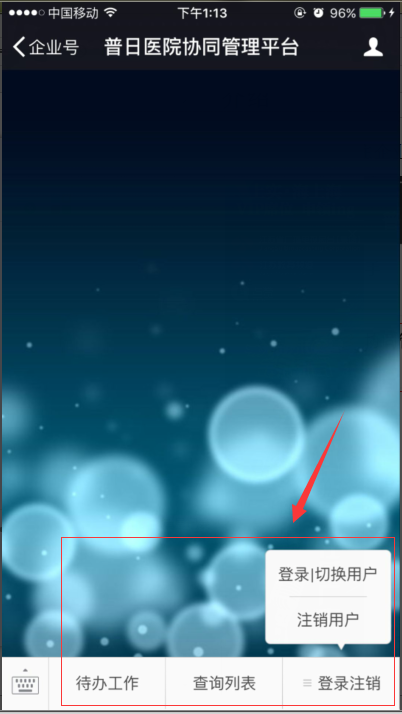 中国移动 下午1:13 96%
企业号 普日医院协同管理平台
登录|切换用户
注销用户
待办工作 查询列表 登录注销